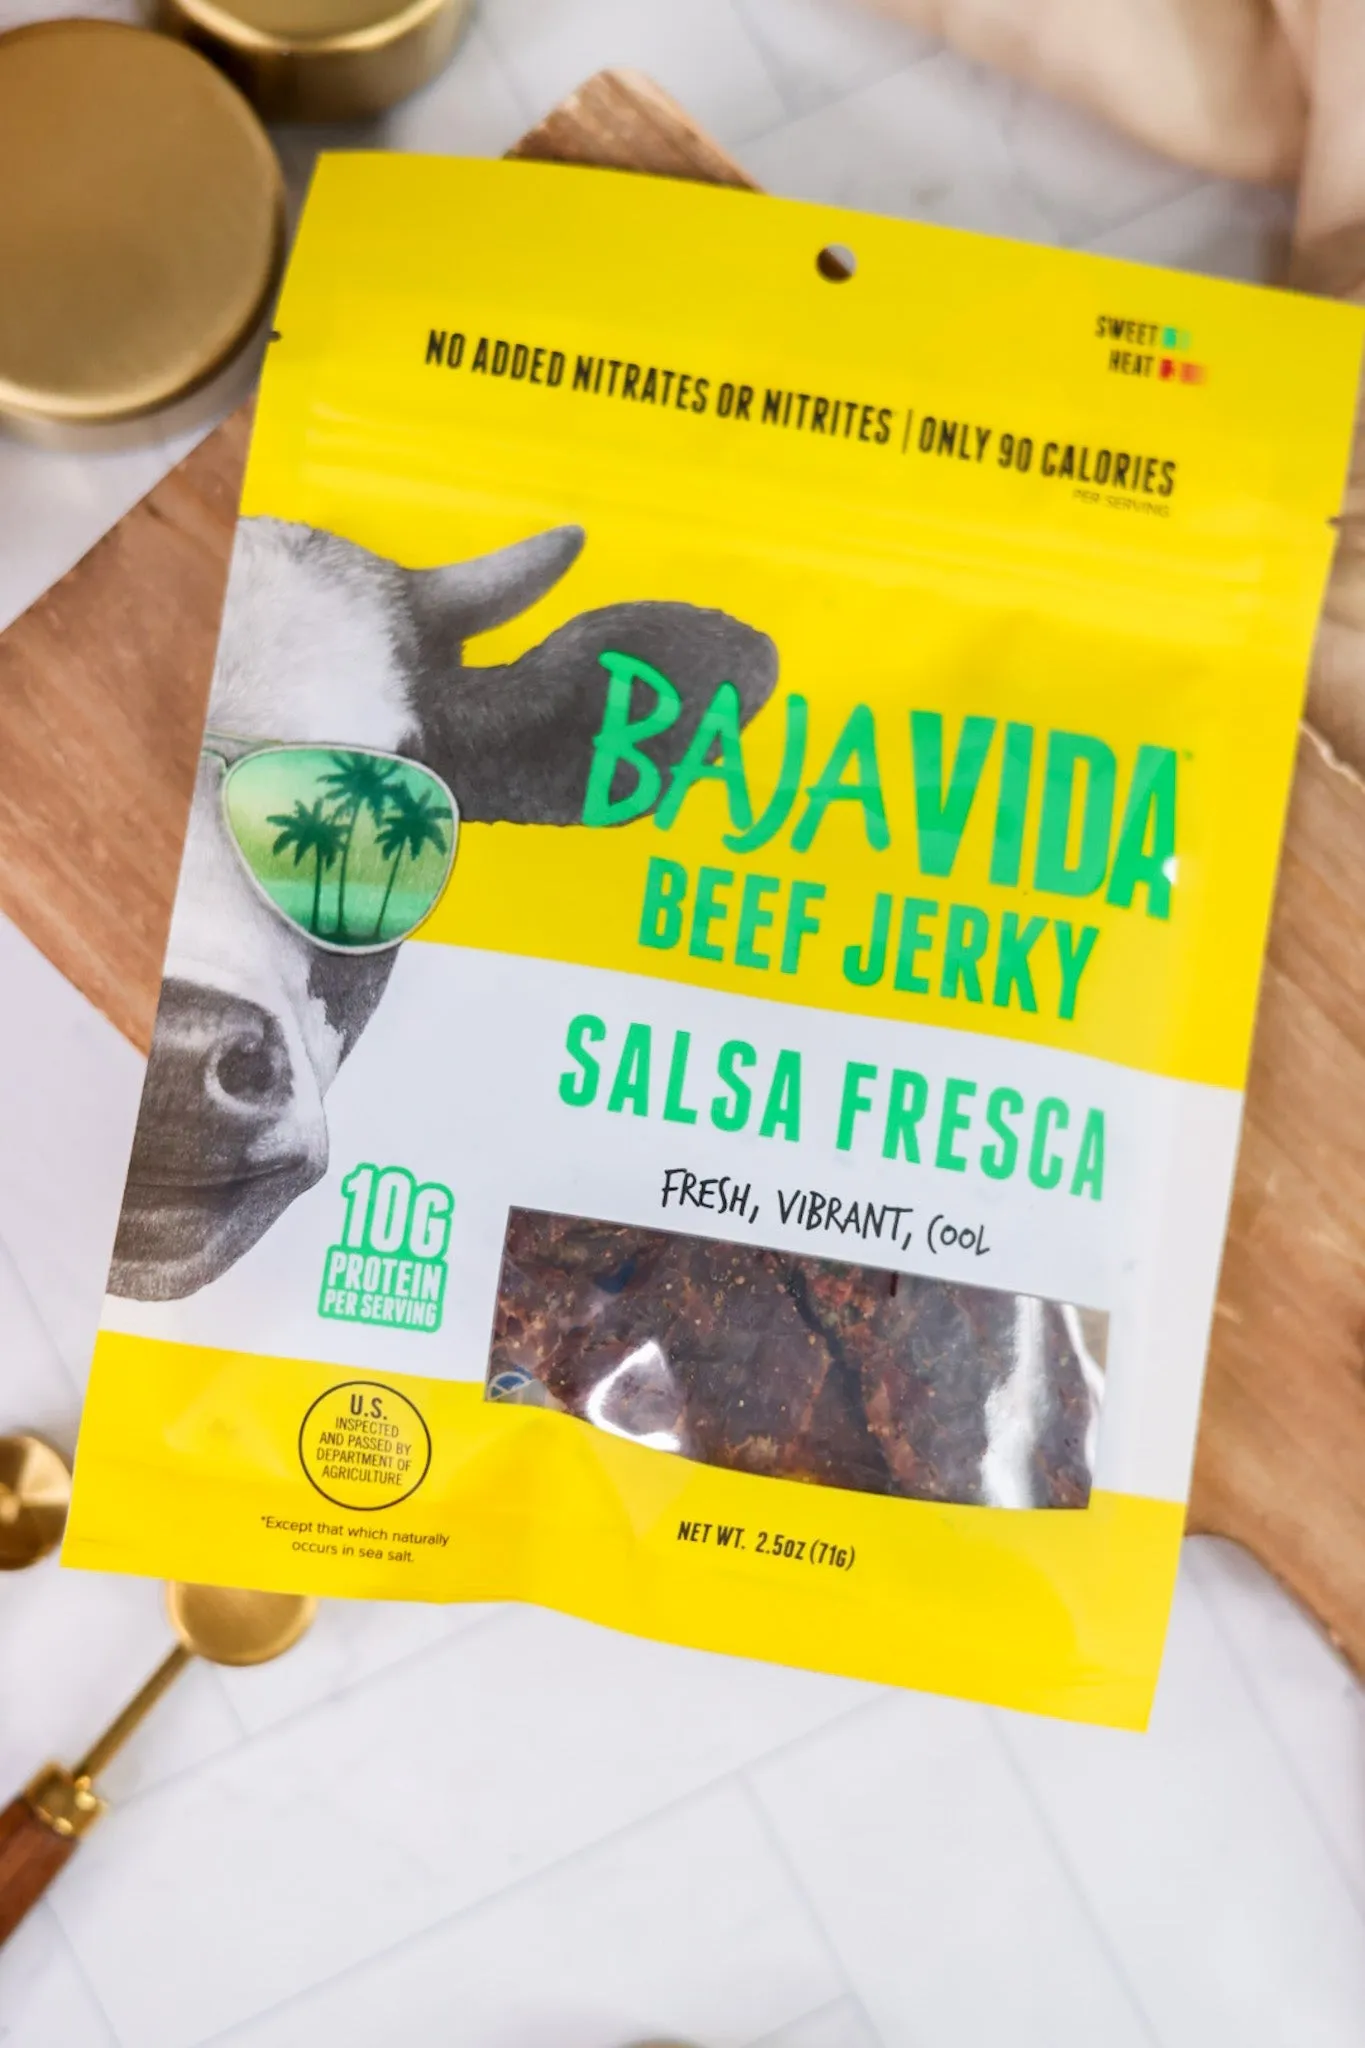 SWEET
HEAT
NO ADDED NITRATES OR NITRITES | ONLY 90 CALORIES
PER SERVING
BAJA VIDA
BEEF JERKY
SALSA FRESCA
FRESH, VIBRANT, COOL
10G
PROTEIN
PER SERVING
U.S.
INSPECTED
AND PASSED BY
DEPARTMENT OF
AGRICULTURE
*Except that which naturally
occurs in sea salt.
NET WT. 2.5OZ (71G)